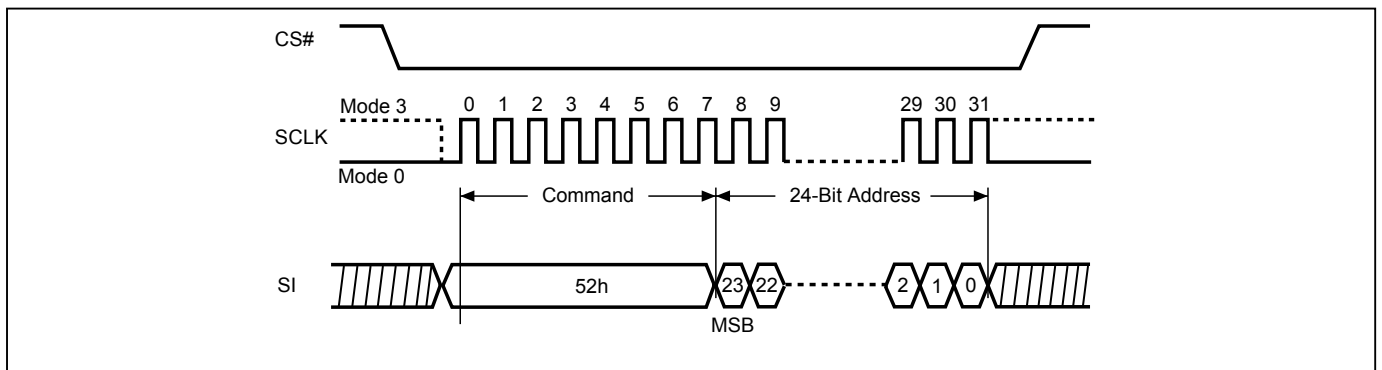 CS#
Mode 3
0 1 2 3 4 5 6 7 8 9 29 30 31
SCLK
Mode 0
Command 24-Bit Address
SI 52h 23 22 2 1 0
MSB